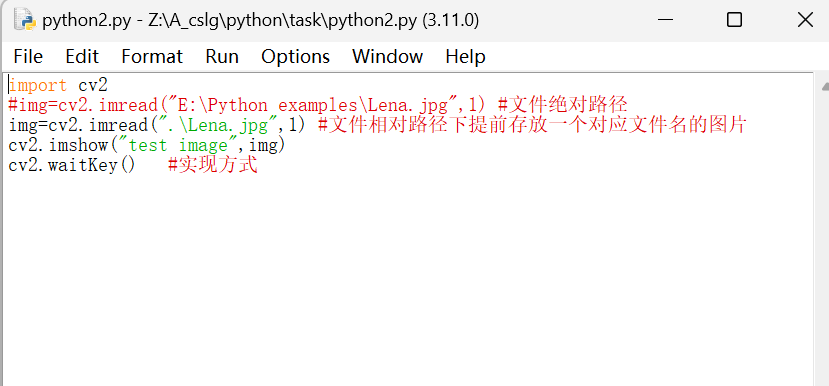 python2.py - Z:\A_cslg\python\task\python2.py (3.11.0)
File Edit Format Run Options Window Help
import cv2
#img=cv2.imread("E:\Python examples\Lena.jpg",1) #文件绝对路径
img=cv2.imread(".\Lena.jpg",1) #文件相对路径下提前存放一个对应文件名的图片
cv2.imshow("test image",img)
cv2.waitKey()   #实现方式